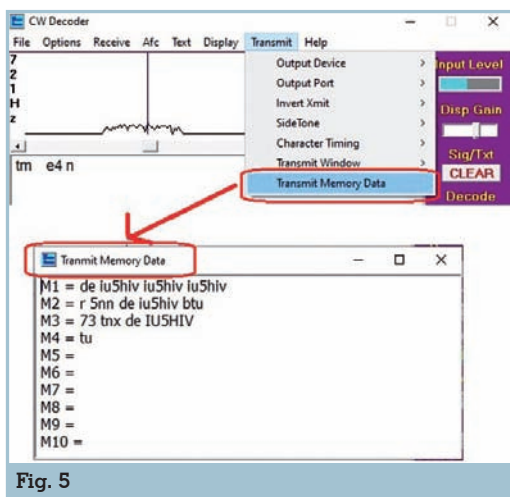 CW Decoder
File Options Receive Afc Text Display Transmit Help
7
2
1
H
z
Output Device
Output Port
Invert Xmit
SideTone
Character Timing
Transmit Window
Transmit Memory Data
Input Level
Disp Gain
Sig/Txt
CLEAR
Decode
tm e4 n
Tranmit Memory Data
M1 = de iu5hiv iu5hiv iu5hiv
M2 = r 5nn de iu5hiv btu
M3 = 73 tnx de IU5HIV
M4 = tu
M5 =
M6 =
M7 =
M8 =
M9 =
M10 =
Fig. 5